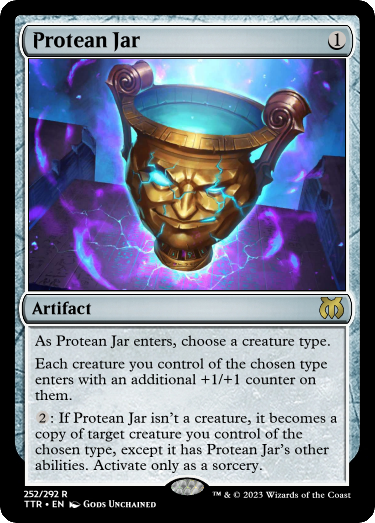 Protean Jar 1
Artifact
As Protean Jar enters, choose a creature type.
Each creature you control of the chosen type
enters with an additional +1/+1 counter on
them.
2: If Protean Jar isn't a creature, it becomes a
copy of target creature you control of the
chosen type, except it has Protean Jar's other
abilities. Activate only as a sorcery.
252/292 R
TTR • EN Gods Unchained
™ & © 2023 Wizards of the Coast